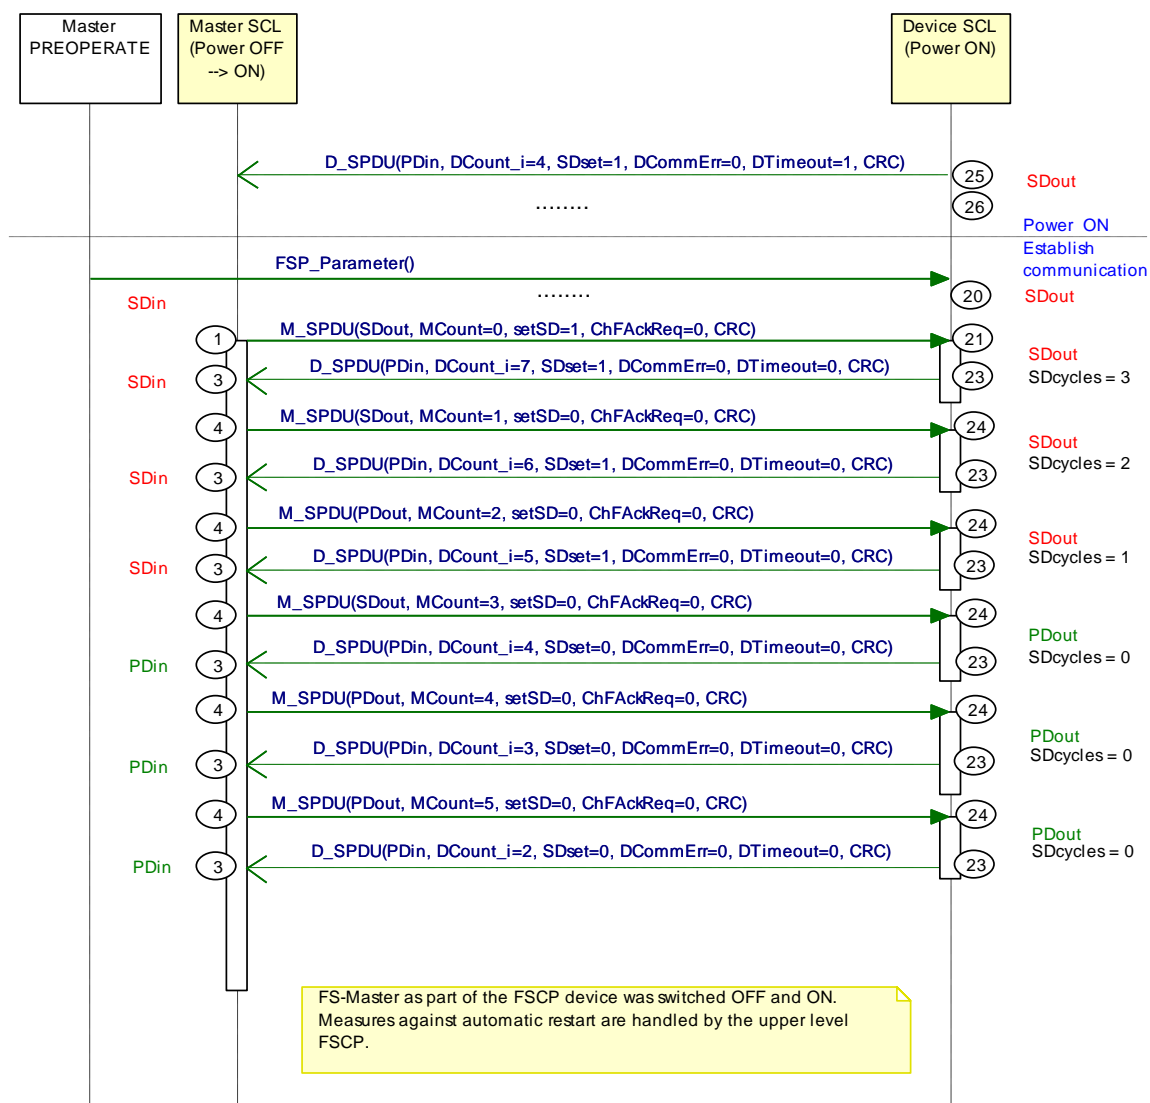 Master
PREOPERATE
Master SCL
(Power OFF
--> ON)
Device SCL
(Power ON)
D_SPDU(PDin, DCount_i=4, SDset=1, DCommErr=0, DTimeout=1, CRC)
25
SDout
........
26
Power ON
Establish
communication
FSP_Parameter()
SDin
........
20
SDout
1
M_SPDU(SDout, MCount=0, setSD=1, ChFAckReq=0, CRC)
21
SDout
SDcycles = 3
SDin
3
D_SPDU(PDin, DCount_i=7, SDset=1, DCommErr=0, DTimeout=0, CRC)
23
4
M_SPDU(SDout, MCount=1, setSD=0, ChFAckReq=0, CRC)
24
SDout
SDcycles = 2
SDin
3
D_SPDU(PDin, DCount_i=6, SDset=1, DCommErr=0, DTimeout=0, CRC)
23
4
M_SPDU(PDout, MCount=2, setSD=0, ChFAckReq=0, CRC)
24
SDout
SDcycles = 1
SDin
3
D_SPDU(PDin, DCount_i=5, SDset=1, DCommErr=0, DTimeout=0, CRC)
23
4
M_SPDU(SDout, MCount=3, setSD=0, ChFAckReq=0, CRC)
24
PDout
SDcycles = 0
PDin
3
D_SPDU(PDin, DCount_i=4, SDset=0, DCommErr=0, DTimeout=0, CRC)
23
4
M_SPDU(PDout, MCount=4, setSD=0, ChFAckReq=0, CRC)
24
PDout
SDcycles = 0
PDin
3
D_SPDU(PDin, DCount_i=3, SDset=0, DCommErr=0, DTimeout=0, CRC)
23
4
M_SPDU(PDout, MCount=5, setSD=0, ChFAckReq=0, CRC)
24
PDout
SDcycles = 0
PDin
3
D_SPDU(PDin, DCount_i=2, SDset=0, DCommErr=0, DTimeout=0, CRC)
23
FS-Master as part of the FSCP device was switched OFF and ON.
Measures against automatic restart are handled by the upper level
FSCP.